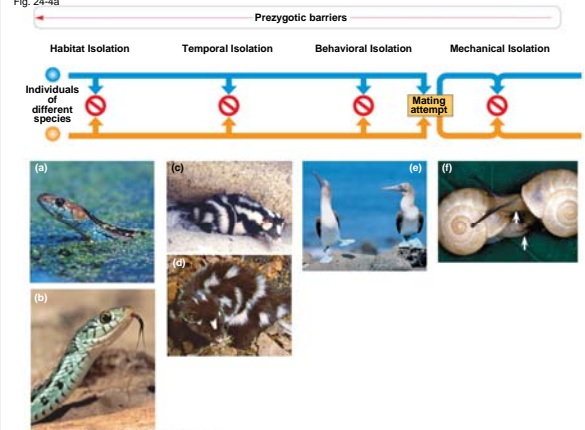 Fig. 24-4a
Prezygotic barriers
Habitat Isolation
Temporal Isolation
Behavioral Isolation
Mechanical Isolation
Individuals
of
different
species
Mating
attempt
(a)
(c)
(e)
(f)
(d)
(b)